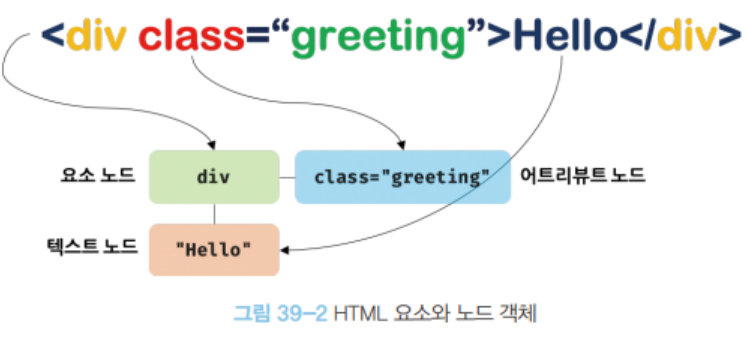 <div class=“greeting”>Hello</div>
요소 노드 div class="greeting" 어트리뷰트 노드
텍스트 노드 "Hello"
그림 39-2 HTML 요소와 노드 객체